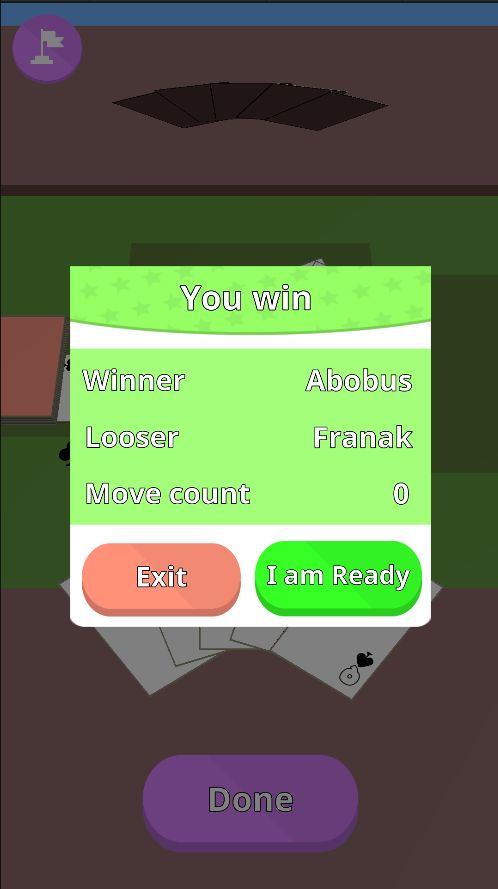 You win
Winner Abobus
Looser Franak
Move count 0
Exit I am Ready
Done